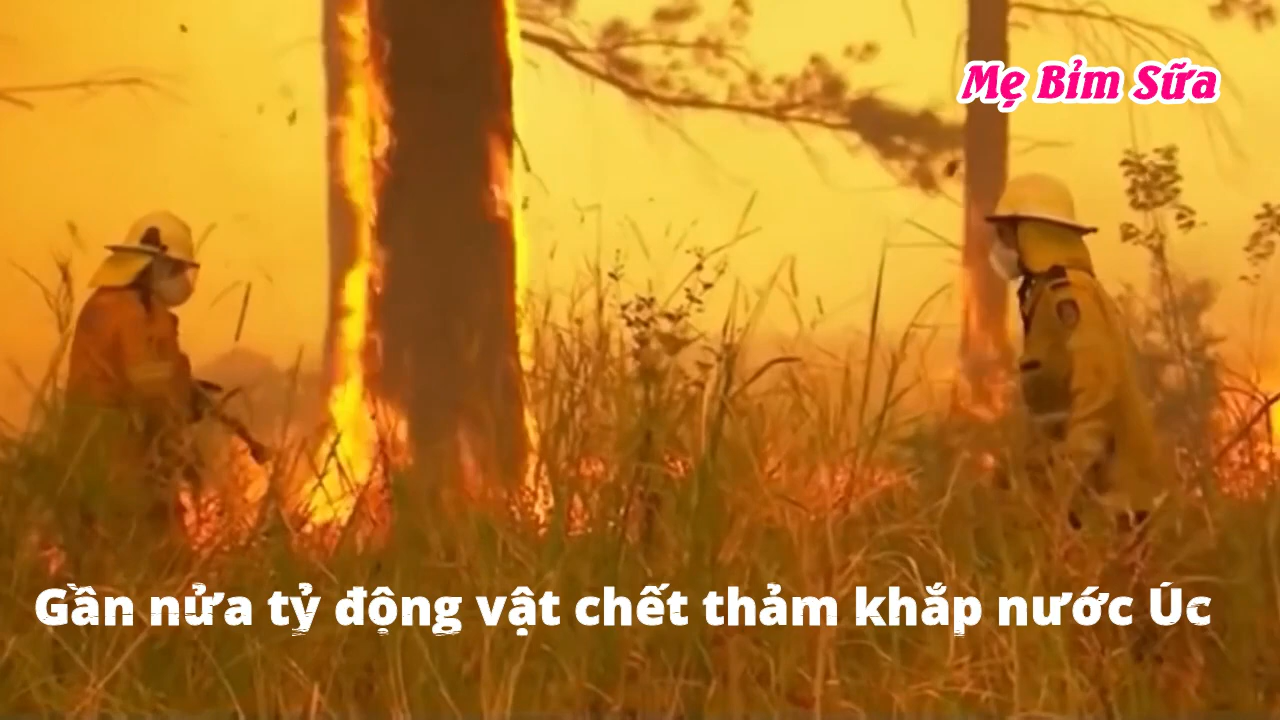 Mẹ Bỉm Sữa
Gần nửa tỷ động vật chết thảm khắp nước Úc